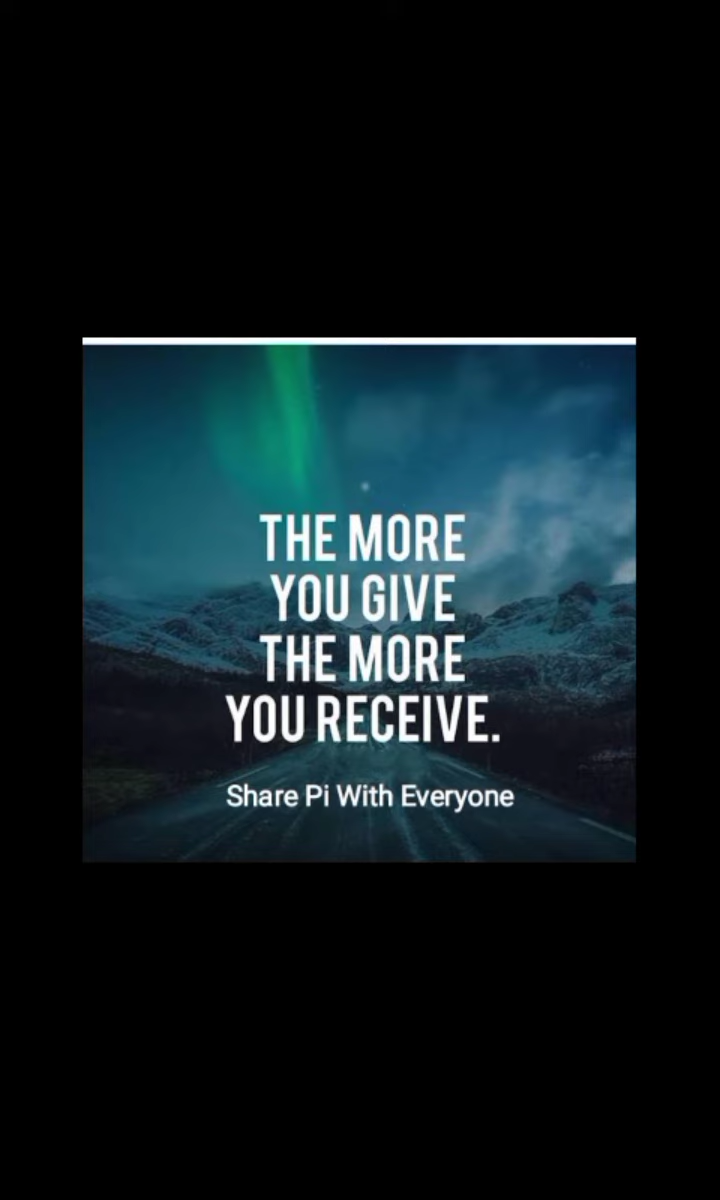 THE MORE
YOU GIVE
THE MORE
YOU RECEIVE.
Share Pi With Everyone